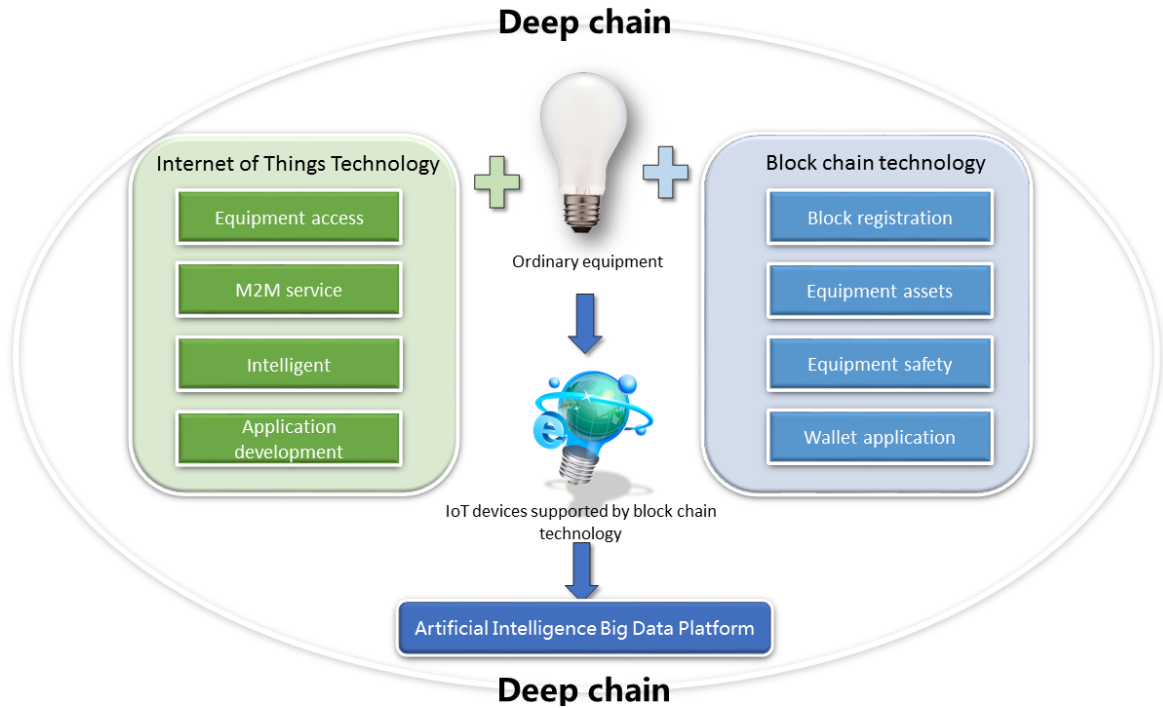 Deep chain
Internet of Things Technology
Equipment access
M2M service
Intelligent
Application
development
Ordinary equipment
e
IoT devices supported by block chain
technology
Block chain technology
Block registration
Equipment assets
Equipment safety
Wallet application
Artificial Intelligence Big Data Platform
Deep chain